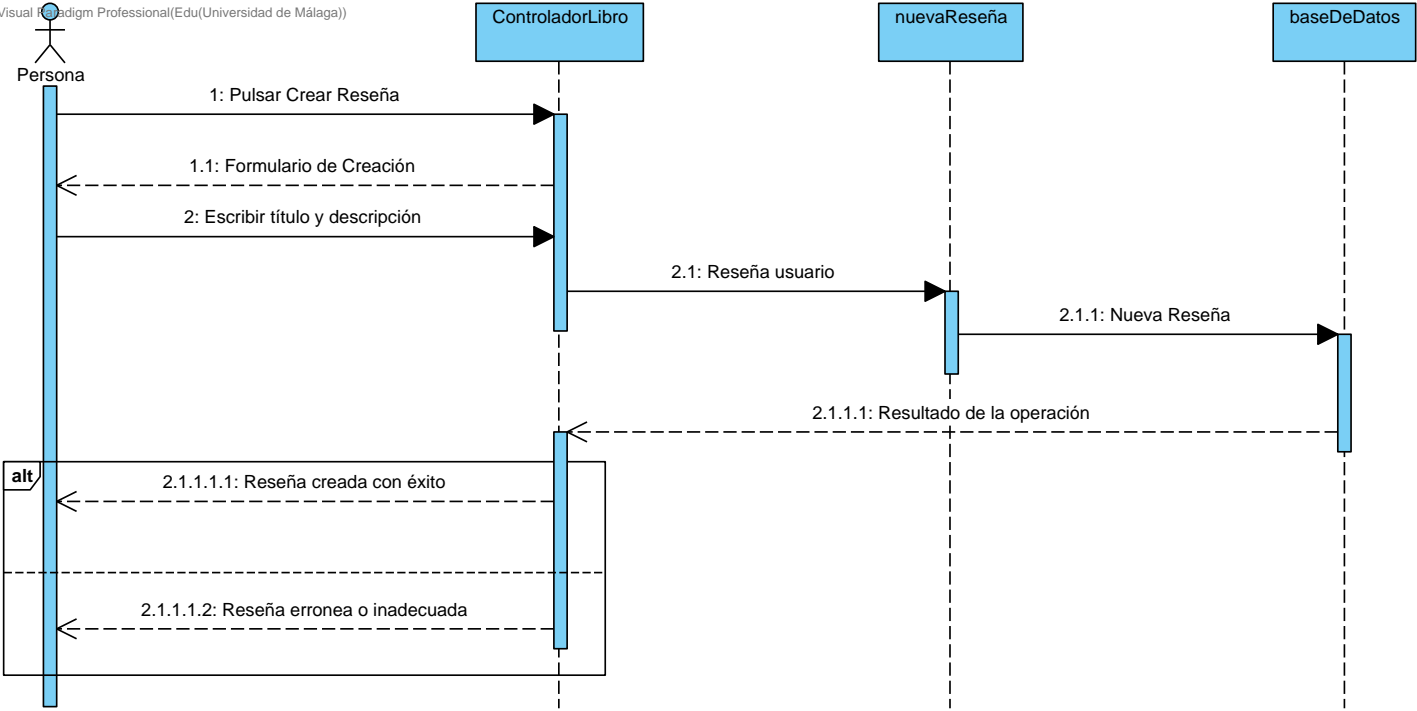 Visual Paradigm Professional(Edu(Universidad de Málaga))
Persona
ControladorLibro
nuevaReseña
baseDeDatos
1: Pulsar Crear Reseña
1.1: Formulario de Creación
2: Escribir título y descripción
2.1: Reseña usuario
2.1.1: Nueva Reseña
2.1.1.1: Resultado de la operación
alt
2.1.1.1.1: Reseña creada con éxito
2.1.1.1.2: Reseña erronea o inadecuada